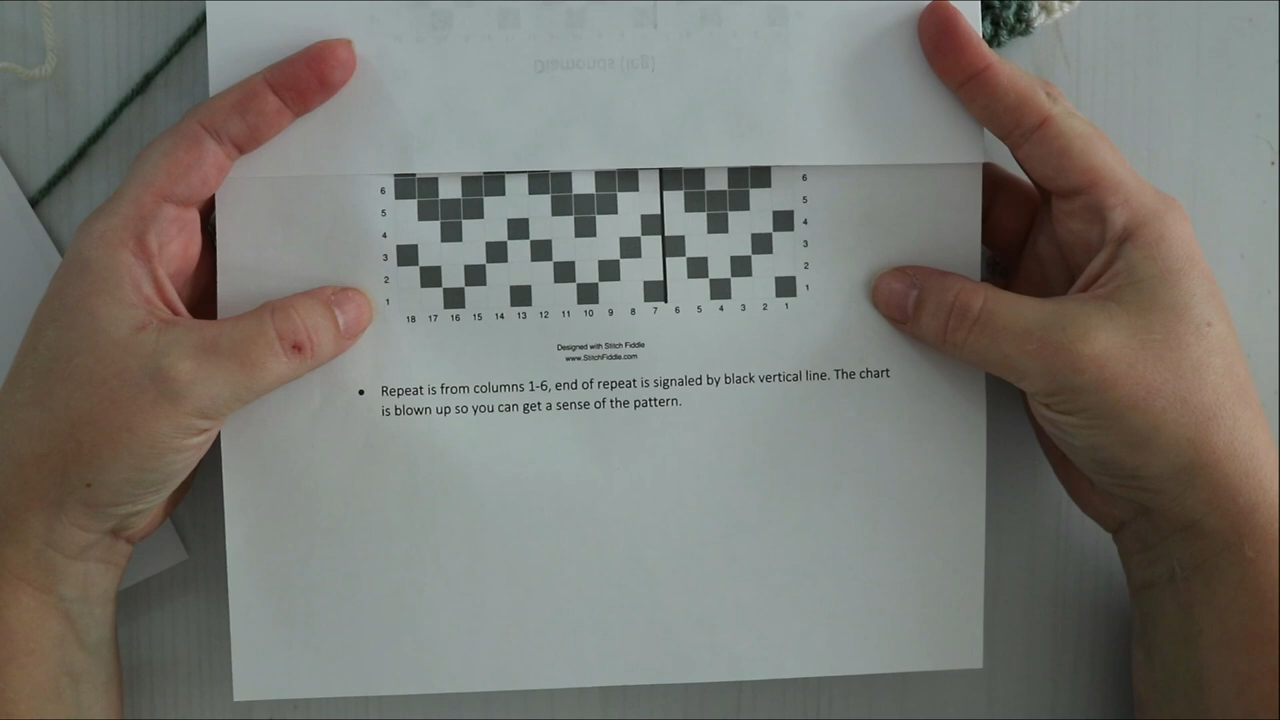 Diamonds (leg)
6 6
5 5
4 4
3 3
2 2
1 1
18 17 16 15 14 13 12 11 10 9 8 7 6 5 4 3 2 1
Designed with Stitch Fiddle
www.StitchFiddle.com
• Repeat is from columns 1-6, end of repeat is signaled by black vertical line. The chart
is blown up so you can get a sense of the pattern.